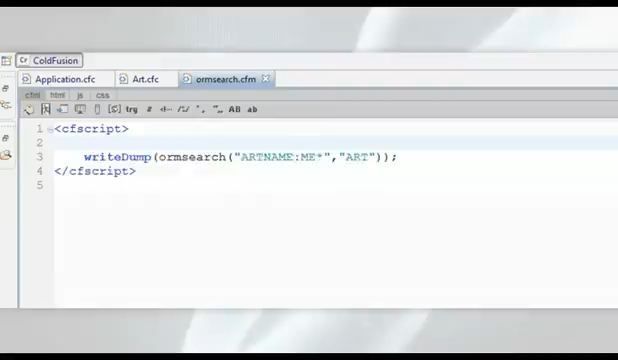 ColdFusion
Application.cfc Art.cfc ormsearch.cfm
cfml html js css
try # AB ab
1 <cfscript>
2
3 writeDump(ormsearch("ARTNAME:ME*","ART"));
4 </cfscript>
5